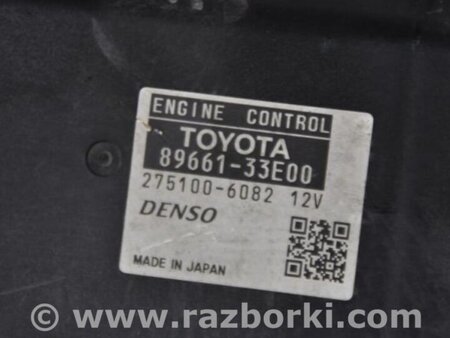 ENGINE CONTROL
TOYOTA
89661-33E00
275100-6082 12V
DENSO
MADE IN JAPAN
© www.razborki.com